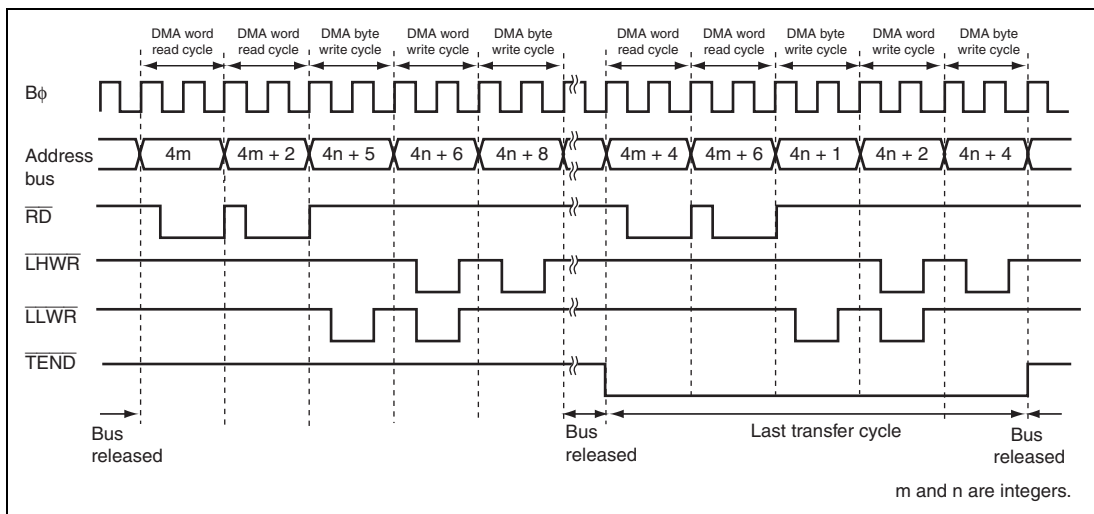 DMA word read cycle
DMA word read cycle
DMA byte write cycle
DMA word write cycle
DMA byte write cycle
DMA word read cycle
DMA word read cycle
DMA byte write cycle
DMA word write cycle
DMA byte write cycle
Bϕ
Address bus
4m
4m + 2
4n + 5
4n + 6
4n + 8
4m + 4
4m + 6
4n + 1
4n + 2
4n + 4
RD
LHWR
LLWR
TEND
Bus released
Bus released
Last transfer cycle
Bus released
m and n are integers.